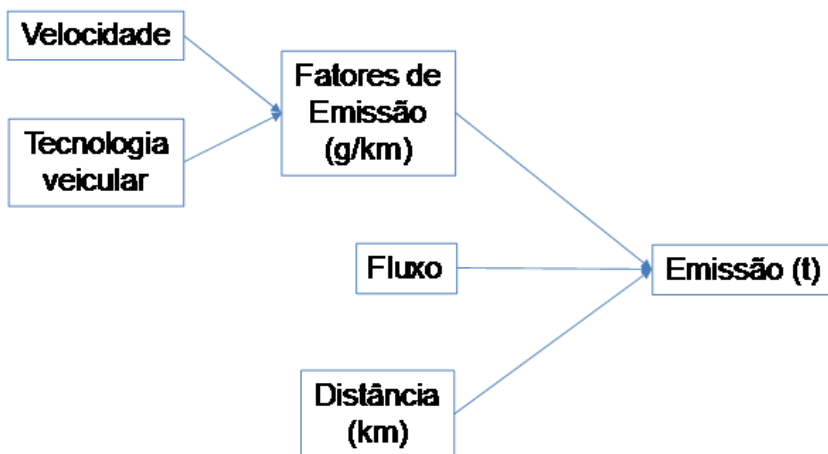 Velocidade
Fatores de
Emissão
(g/km)
Tecnologia
veicular
Fluxo
Emissão (t)
Distância
(km)